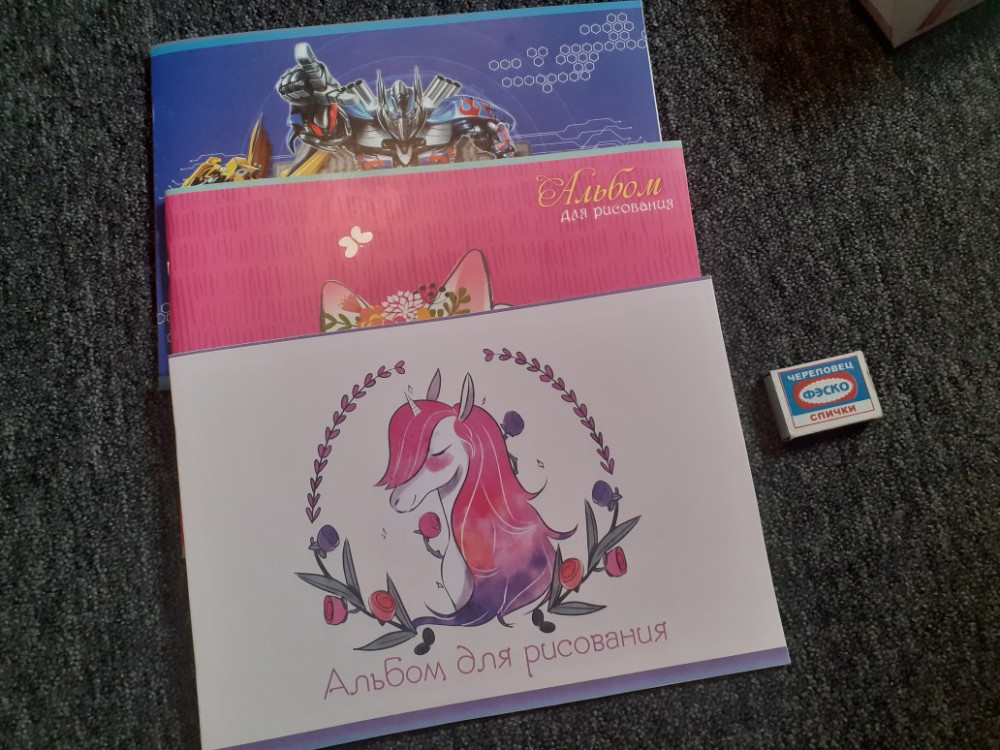 Альбом
для рисования
Альбом для рисования
ЧЕРЕПОВЕЦ
ФЭСКО
СПИЧКИ